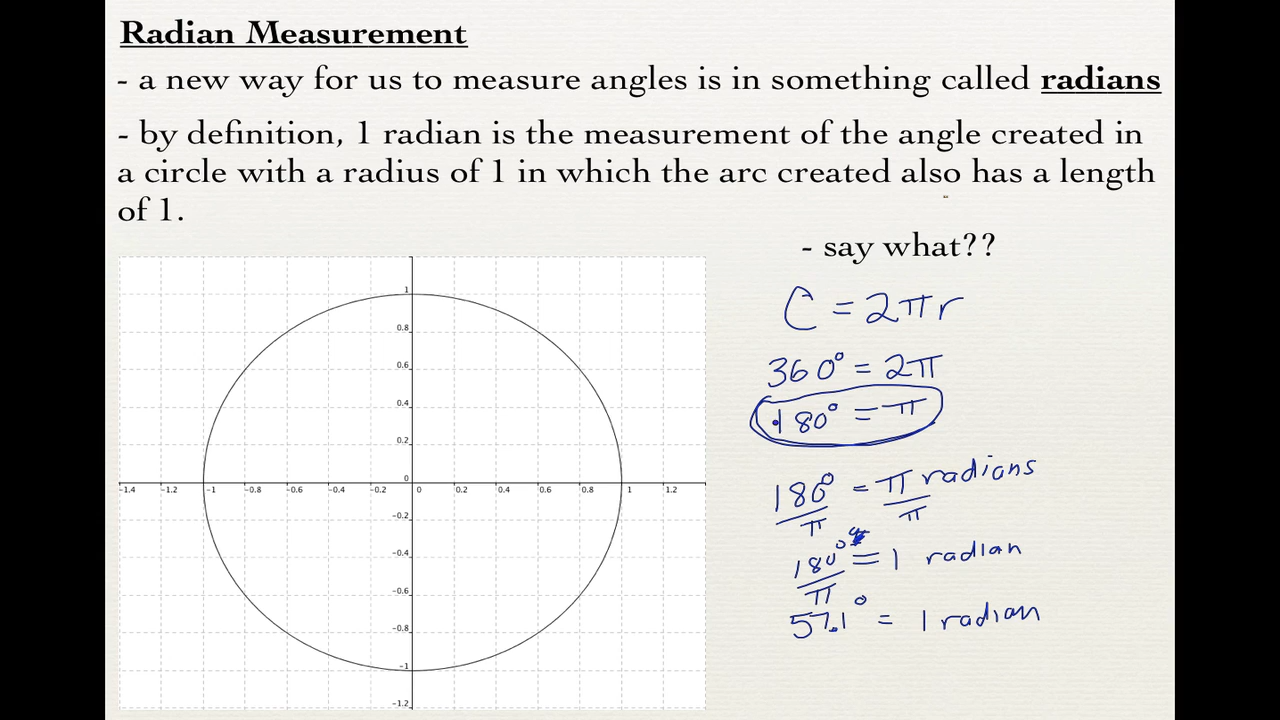 Radian Measurement
- a new way for us to measure angles is in something called radians
- by definition, 1 radian is the measurement of the angle created in
a circle with a radius of 1 in which the arc created also has a length
of 1.
- say what??
C = 2πr
360° = 2π
180° = π
180° = π radians
π π
180° = 1 radian
π
57.1° = 1 radian
1
0.8
0.6
0.4
0.2
0
−1.4 −1.2 −1 −0.8 −0.6 −0.4 −0.2 0 0.2 0.4 0.6 0.8 1 1.2
−0.2
−0.4
−0.6
−0.8
−1
−1.2